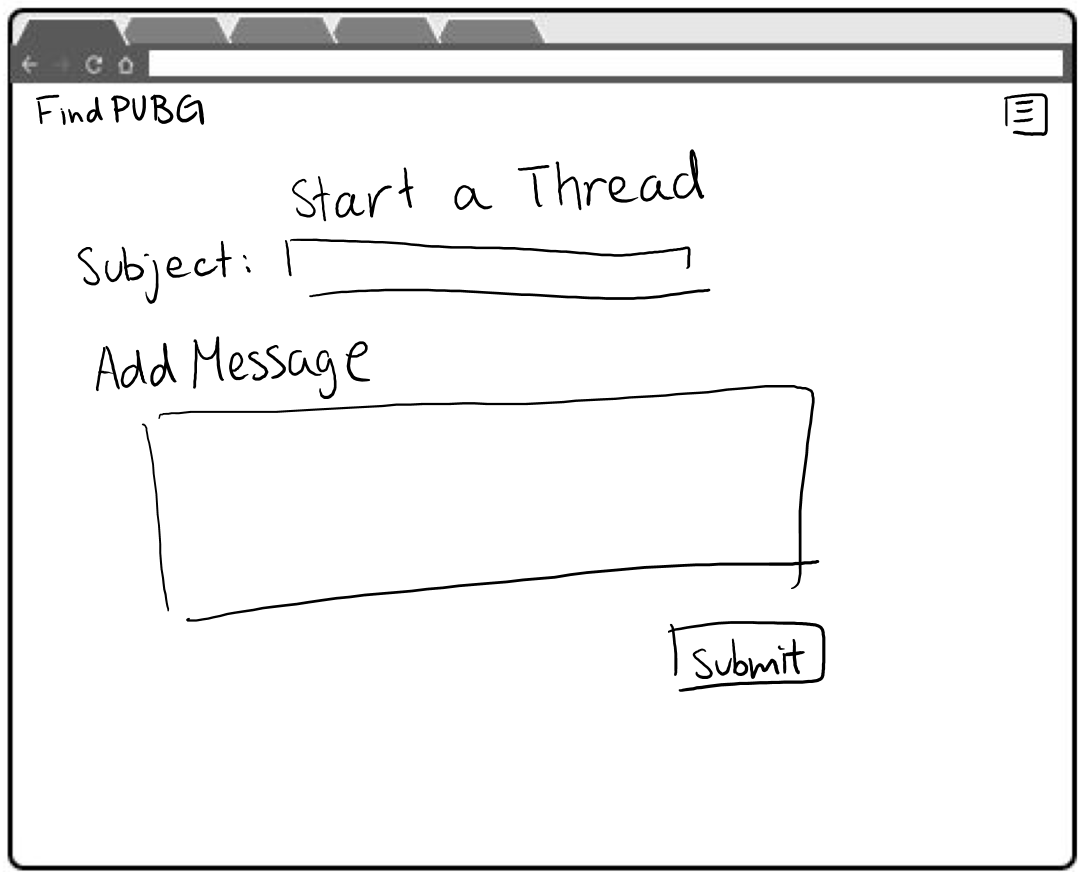 Find PUBG
Start a Thread
Subject:
Add Message
Submit